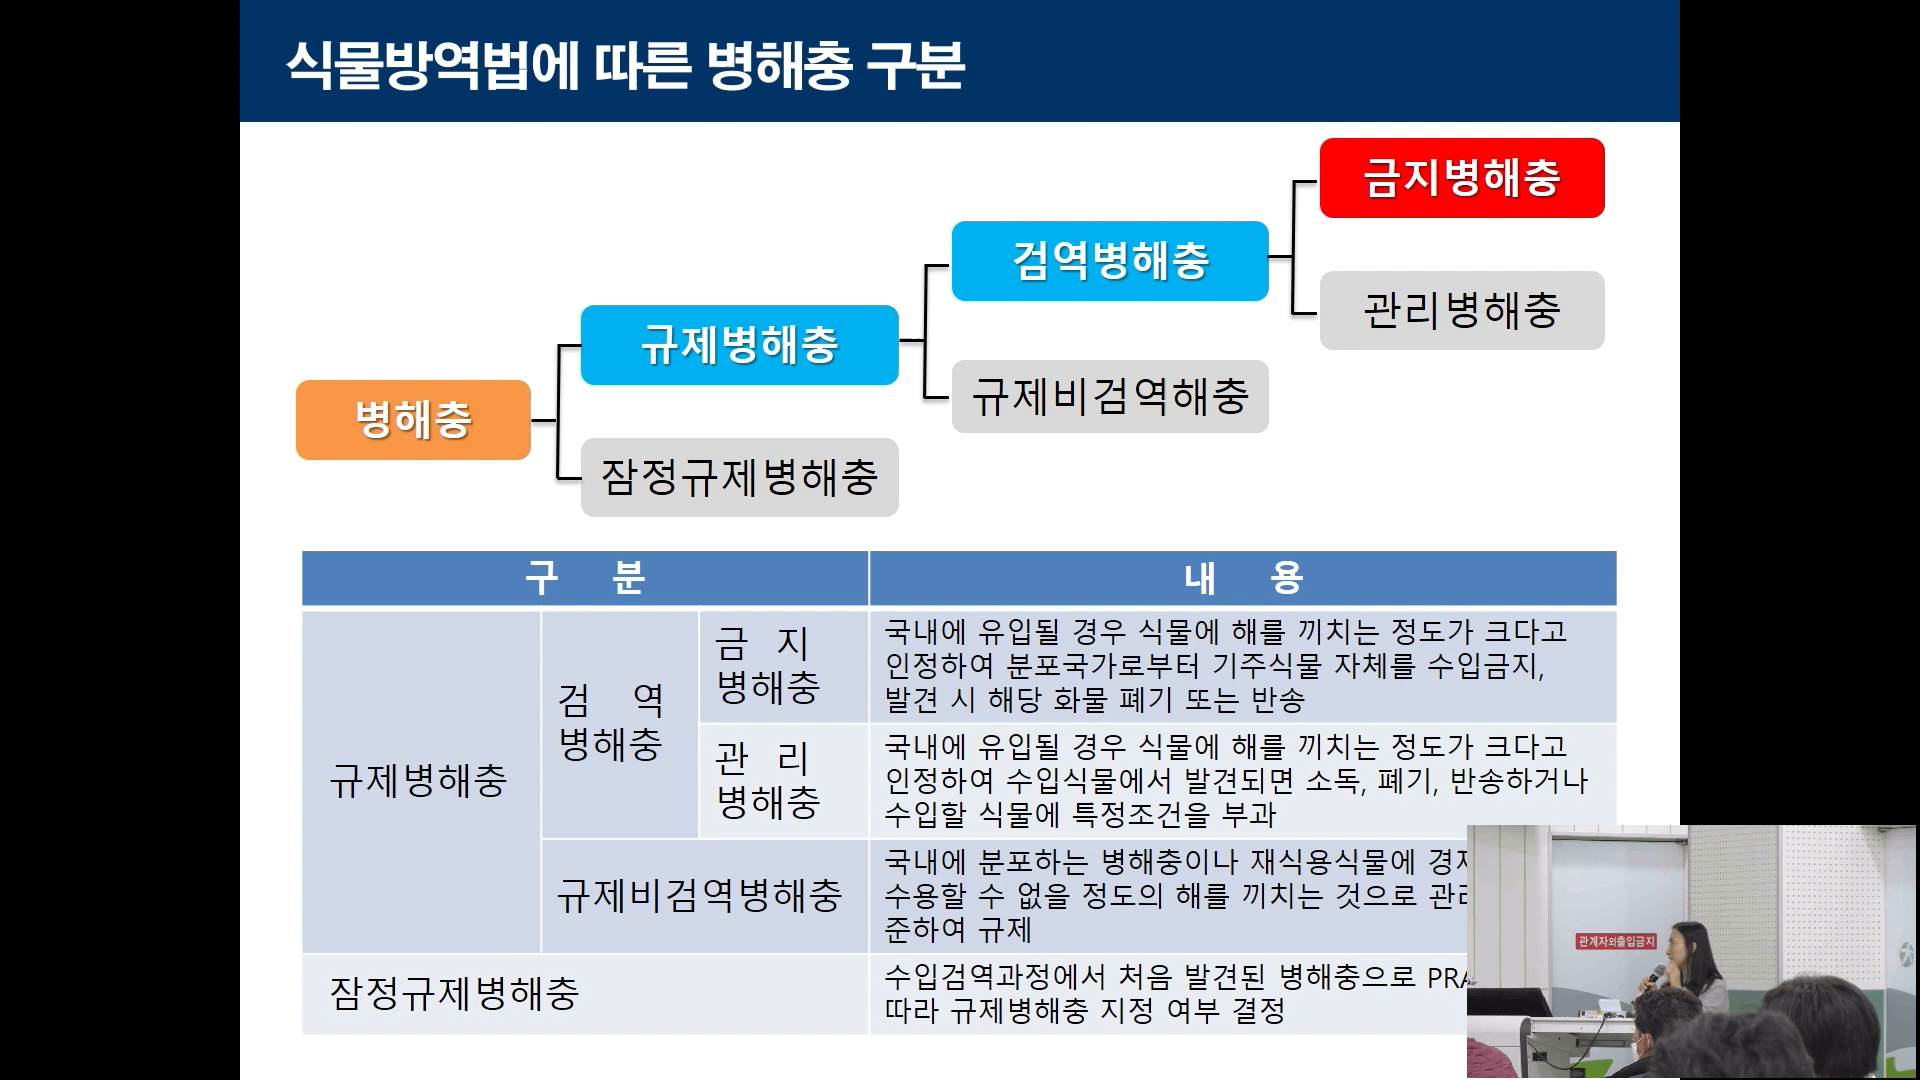 식물방역법에 따른 병해충 구분
금지병해충
검역병해충
관리병해충
규제병해충
규제비검역해충
병해충
잠정규제병해충
구 분
내 용
규제병해충
검 역
병해충
금 지
병해충
국내에 유입될 경우 식물에 해를 끼치는 정도가 크다고
인정하여 분포국가로부터 기주식물 자체를 수입금지,
발견 시 해당 화물 폐기 또는 반송
관 리
병해충
국내에 유입될 경우 식물에 해를 끼치는 정도가 크다고
인정하여 수입식물에서 발견되면 소독, 폐기, 반송하거나
수입할 식물에 특정조건을 부과
규제비검역병해충
국내에 분포하는 병해충이나 재식용식물에
수용할 수 없을 정도의 해를 끼치는 것으로
준하여 규제
잠정규제병해충
수입검역과정에서 처음 발견된 병해충으로 PRA
따라 규제병해충 지정 여부 결정
관계자외출입금지